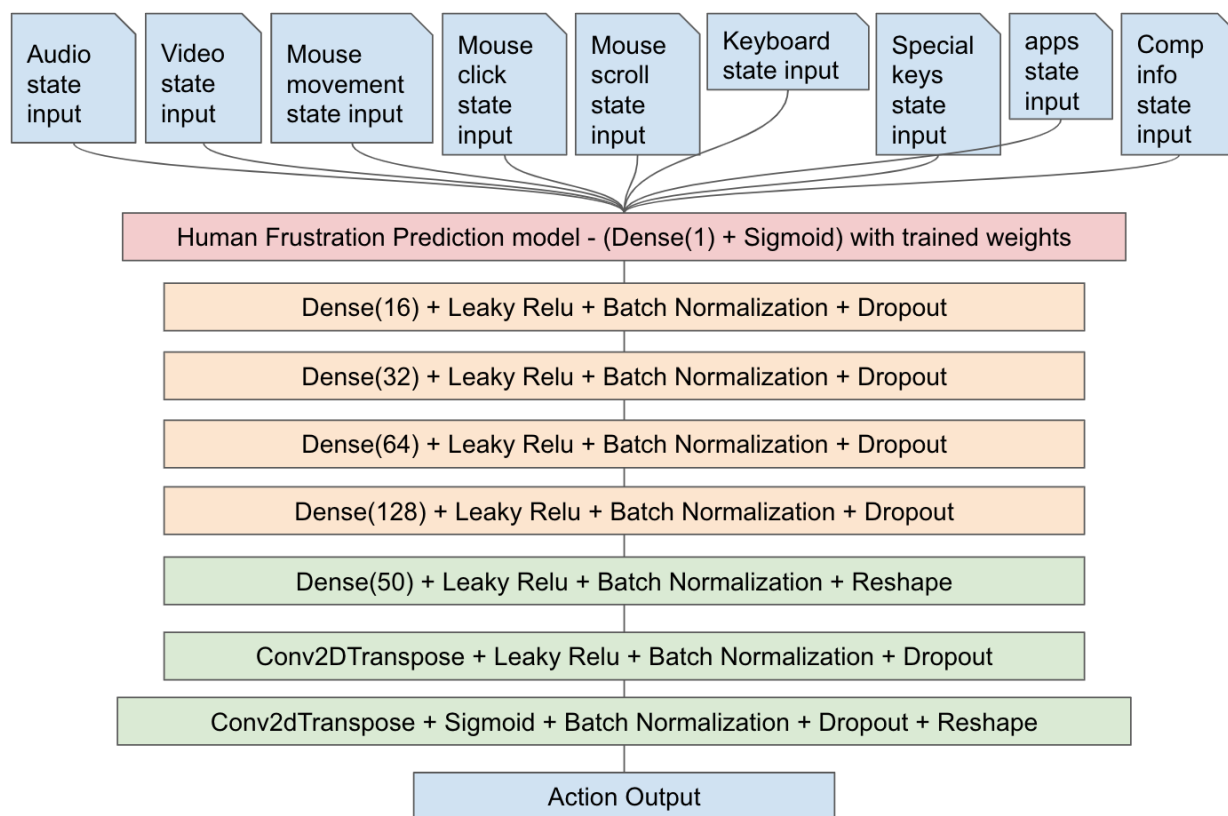 Audio
state
input
Video
state
input
Mouse
movement
state input
Mouse
click
state
input
Mouse
scroll
state
input
Keyboard
state input
Special
keys
state
input
apps
state
input
Comp
info
state
input
Human Frustration Prediction model - (Dense(1) + Sigmoid) with trained weights
Dense(16) + Leaky Relu + Batch Normalization + Dropout
Dense(32) + Leaky Relu + Batch Normalization + Dropout
Dense(64) + Leaky Relu + Batch Normalization + Dropout
Dense(128) + Leaky Relu + Batch Normalization + Dropout
Dense(50) + Leaky Relu + Batch Normalization + Reshape
Conv2DTranspose + Leaky Relu + Batch Normalization + Dropout
Conv2dTranspose + Sigmoid + Batch Normalization + Dropout + Reshape
Action Output